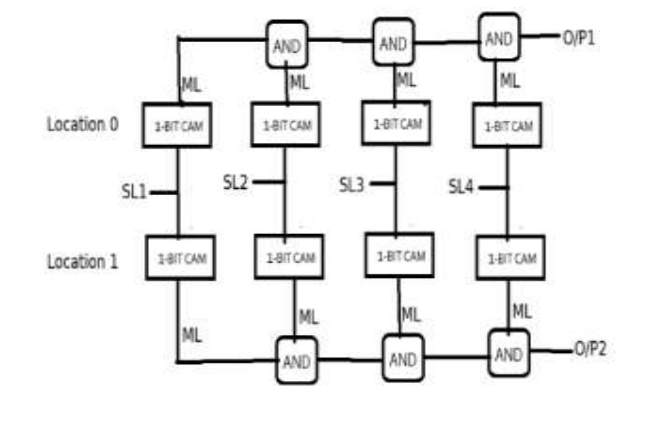 AND AND AND O/P1
ML ML ML ML
Location 0 1-BIT CAM 1-BIT CAM 1-BIT CAM 1-BIT CAM
SL1 SL2 SL3 SL4
Location 1 1-BIT CAM 1-BIT CAM 1-BIT CAM 1-BIT CAM
ML ML ML ML
AND AND AND O/P2